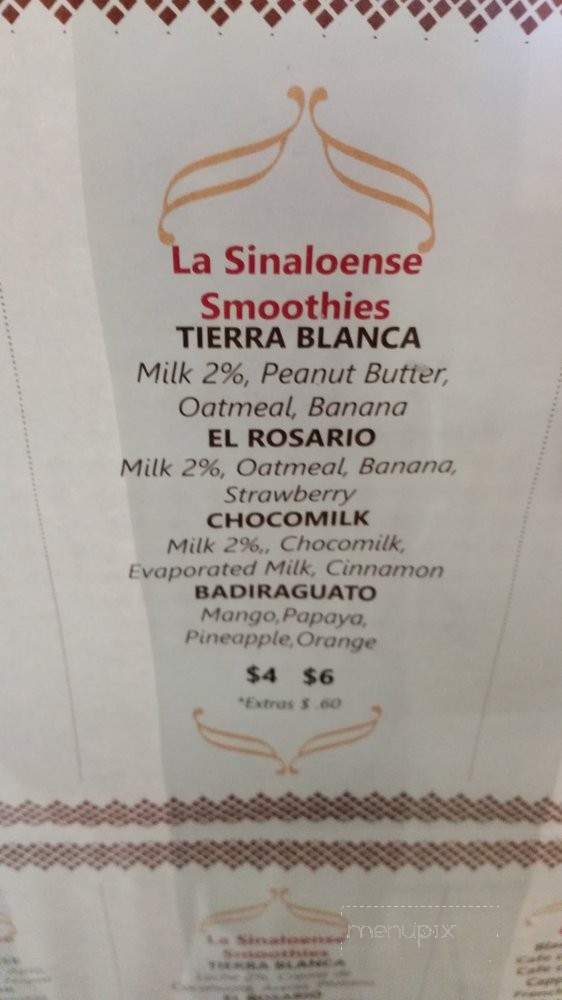 La Sinaloense
Smoothies
TIERRA BLANCA
Milk 2%, Peanut Butter,
Oatmeal, Banana
EL ROSARIO
Milk 2%, Oatmeal, Banana,
Strawberry
CHOCOMILK
Milk 2%,, Chocomilk,
Evaporated Milk, Cinnamon
BADIRAGUATO
Mango,Papaya,
Pineapple,Orange
$4 $6
*Extras $ .60
La Sinaloense
Smoothies
TIERRA BLANCA
EL ROSARIO
menupix